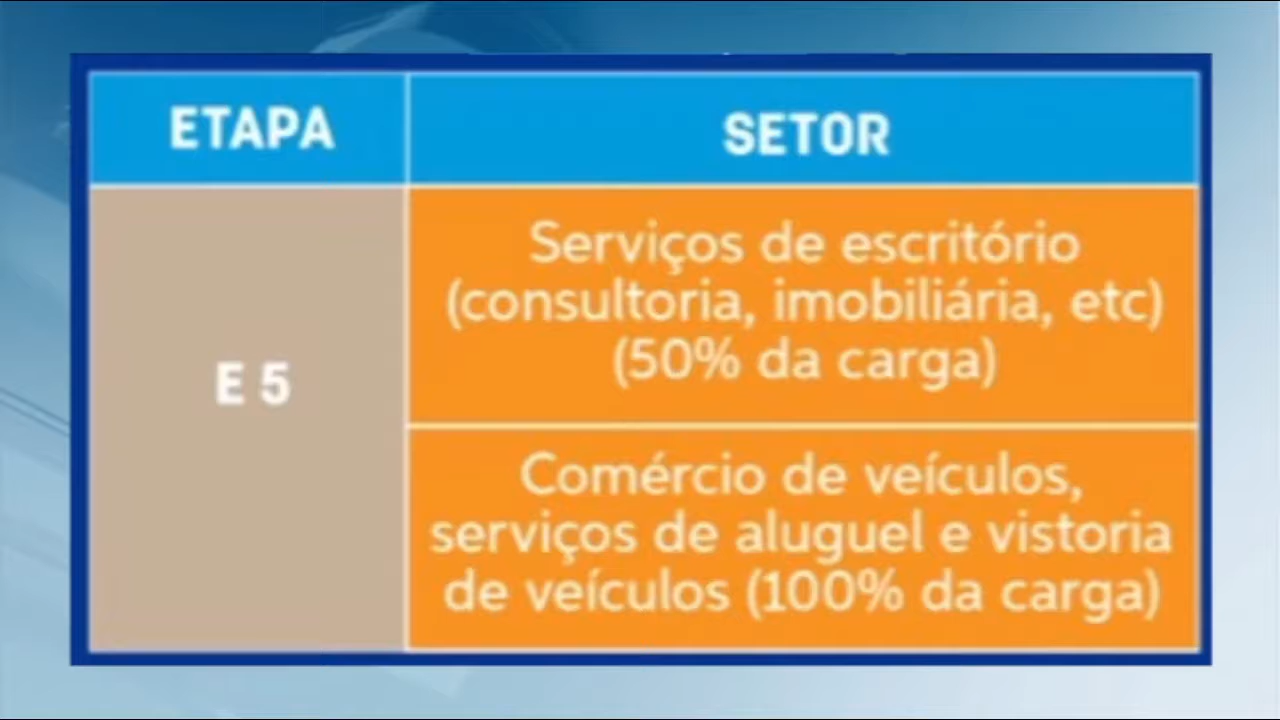 ETAPA
SETOR
E 5
Serviços de escritório
(consultoria, imobiliária, etc)
(50% da carga)
Comércio de veículos,
serviços de aluguel e vistoria
de veículos (100% da carga)